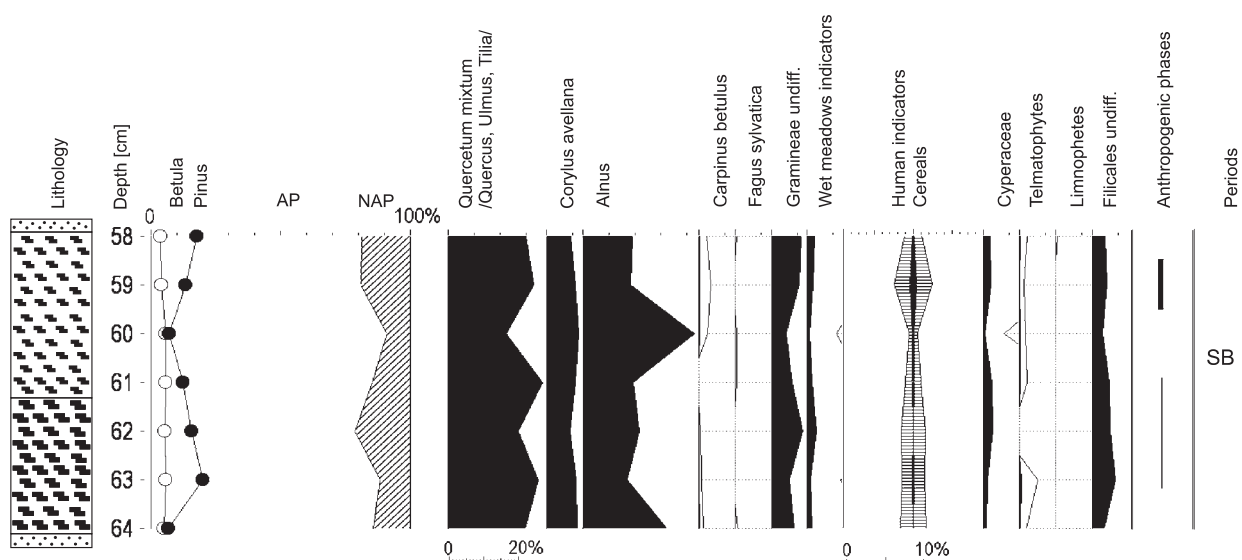 Lithology
Depth [cm]
Betula
Pinus
AP
NAP
Quercetum mixtum
/Quercus, Ulmus, Tilia/
Corylus avellana
Alnus
Carpinus betulus
Fagus sylvatica
Gramineae undiff.
Wet meadows indicators
Human indicators
Cereals
Cyperaceae
Telmatophytes
Limnophetes
Filicales undiff.
Anthropogenic phases
Periods
0
100%
58
59
60
61
62
63
64
SB
0 20%
0 10%